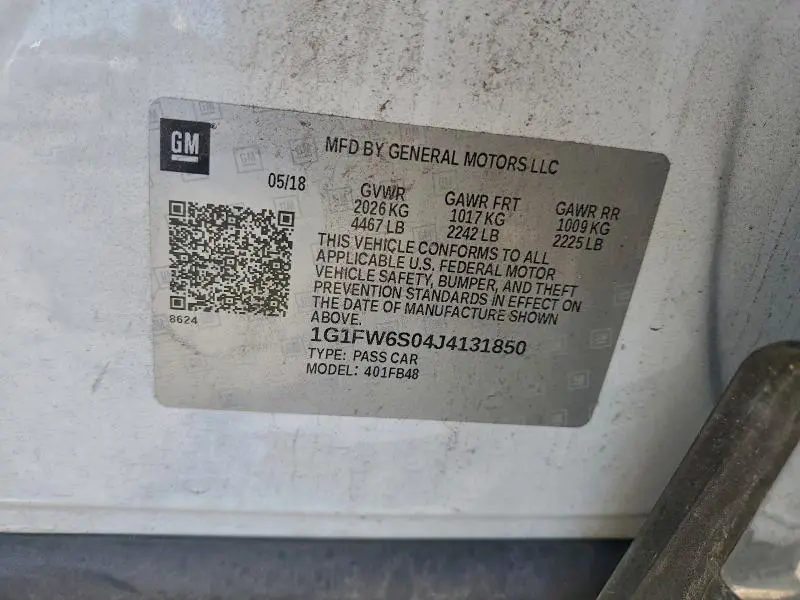 GM
MFD BY GENERAL MOTORS LLC
05/18
GVWR
2026 KG
4467 LB
GAWR FRT
1017 KG
2242 LB
GAWR RR
1009 KG
2225 LB
THIS VEHICLE CONFORMS TO ALL
APPLICABLE U.S. FEDERAL MOTOR
VEHICLE SAFETY, BUMPER, AND THEFT
PREVENTION STANDARDS IN EFFECT ON
THE DATE OF MANUFACTURE SHOWN
ABOVE.
8624
1G1FW6S04J4131850
TYPE: PASS CAR
MODEL: 401FB48